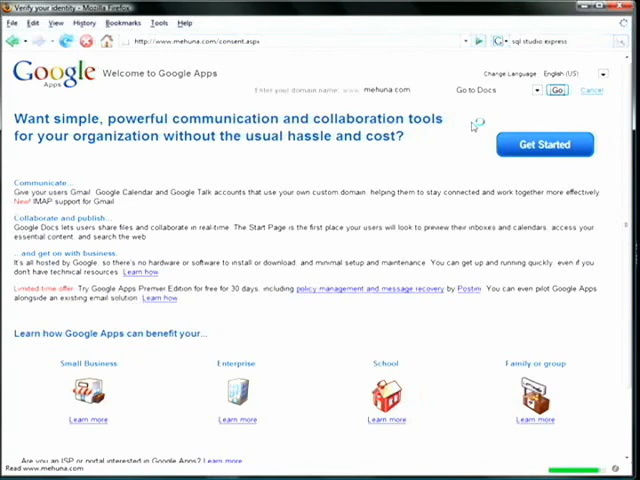 Verify your identity - Mozilla Firefox
File Edit View History Bookmarks Tools Help
http://www.mehuna.com/consent.aspx
sql studio express
Google
Apps
Welcome to Google Apps
Change Language English (US)
Enter your domain name: www. mehuna.com Go to Docs Go Cancel
Want simple, powerful communication and collaboration tools
for your organization without the usual hassle and cost?
Get Started
Communicate...
Give your users Gmail, Google Calendar and Google Talk accounts that use your own custom domain, helping them to stay connected and work together more effectively
New! IMAP support for Gmail
Collaborate and publish...
Google Docs lets users share files and collaborate in real-time. The Start Page is the first place your users will look to preview their inboxes and calendars, access your
essential content, and search the web
...and get on with business.
It's all hosted by Google, so there's no hardware or software to install or download, and minimal setup and maintenance. You can get up and running quickly, even if you
don't have technical resources. Learn how
Limited time offer: Try Google Apps Premier Edition for free for 30 days, including policy management and message recovery by Postini. You can even pilot Google Apps
alongside an existing email solution. Learn how
Learn how Google Apps can benefit your...
Small Business Enterprise School Family or group
Learn more Learn more Learn more Learn more
Are you an ISP or portal interested in Google Apps? Learn more
Read www.mehuna.com